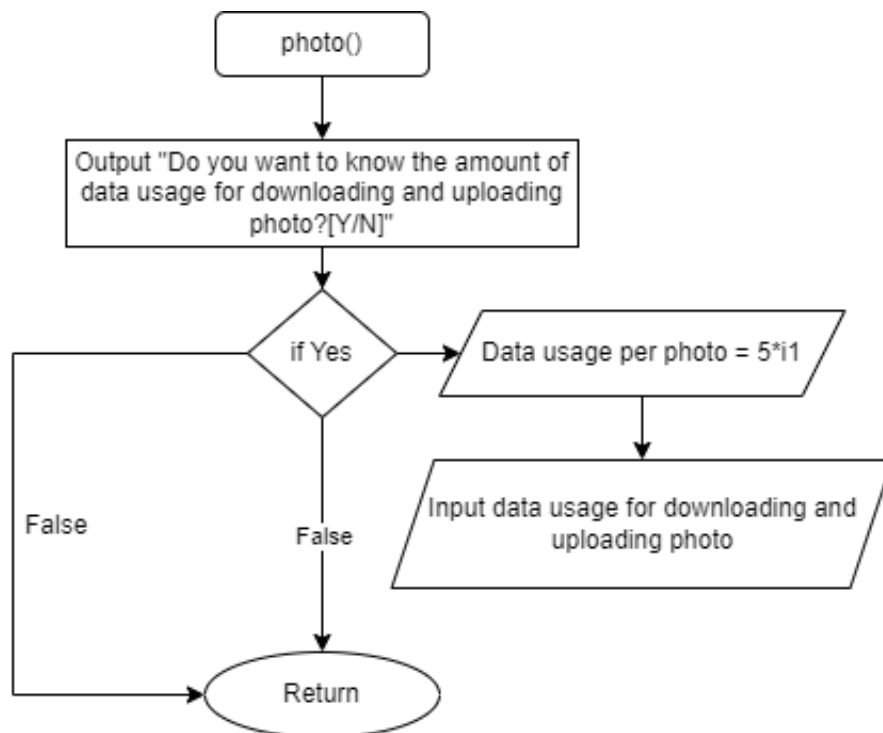 photo()
Output "Do you want to know the amount of
data usage for downloading and uploading
photo?[Y/N]"
if Yes
Data usage per photo = 5*i1
Input data usage for downloading and
uploading photo
False
False
Return